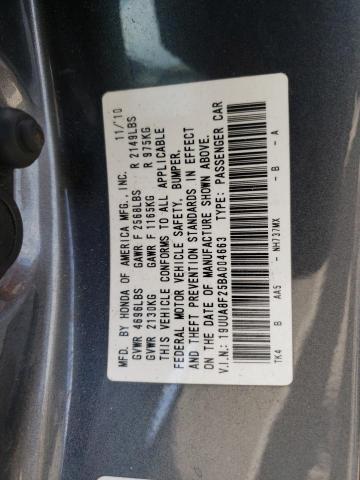 MFD. BY HONDA OF AMERICA MFG., INC. 11/'10
GVWR 4696LBS GAWR F 2568LBS R 2149LBS
GVWR 2130KG GAWR F 1165KG R 975KG
THIS VEHICLE CONFORMS TO ALL APPLICABLE
FEDERAL MOTOR VEHICLE SAFETY, BUMPER,
AND THEFT PREVENTION STANDARDS IN EFFECT
ON THE DATE OF MANUFACTURE SHOWN ABOVE.
V.I.N.: 19UUA8F25BA004663 TYPE: PASSENGER CAR
TK4 B AA5 - NH737MX - B - A